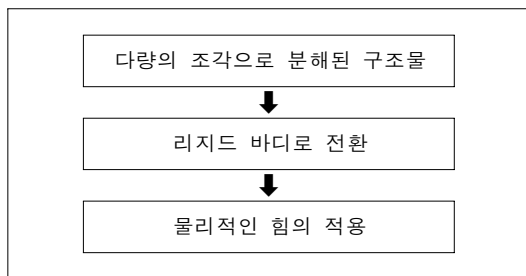 다량의 조각으로 분해된 구조물
리지드 바디로 전환
물리적인 힘의 적용